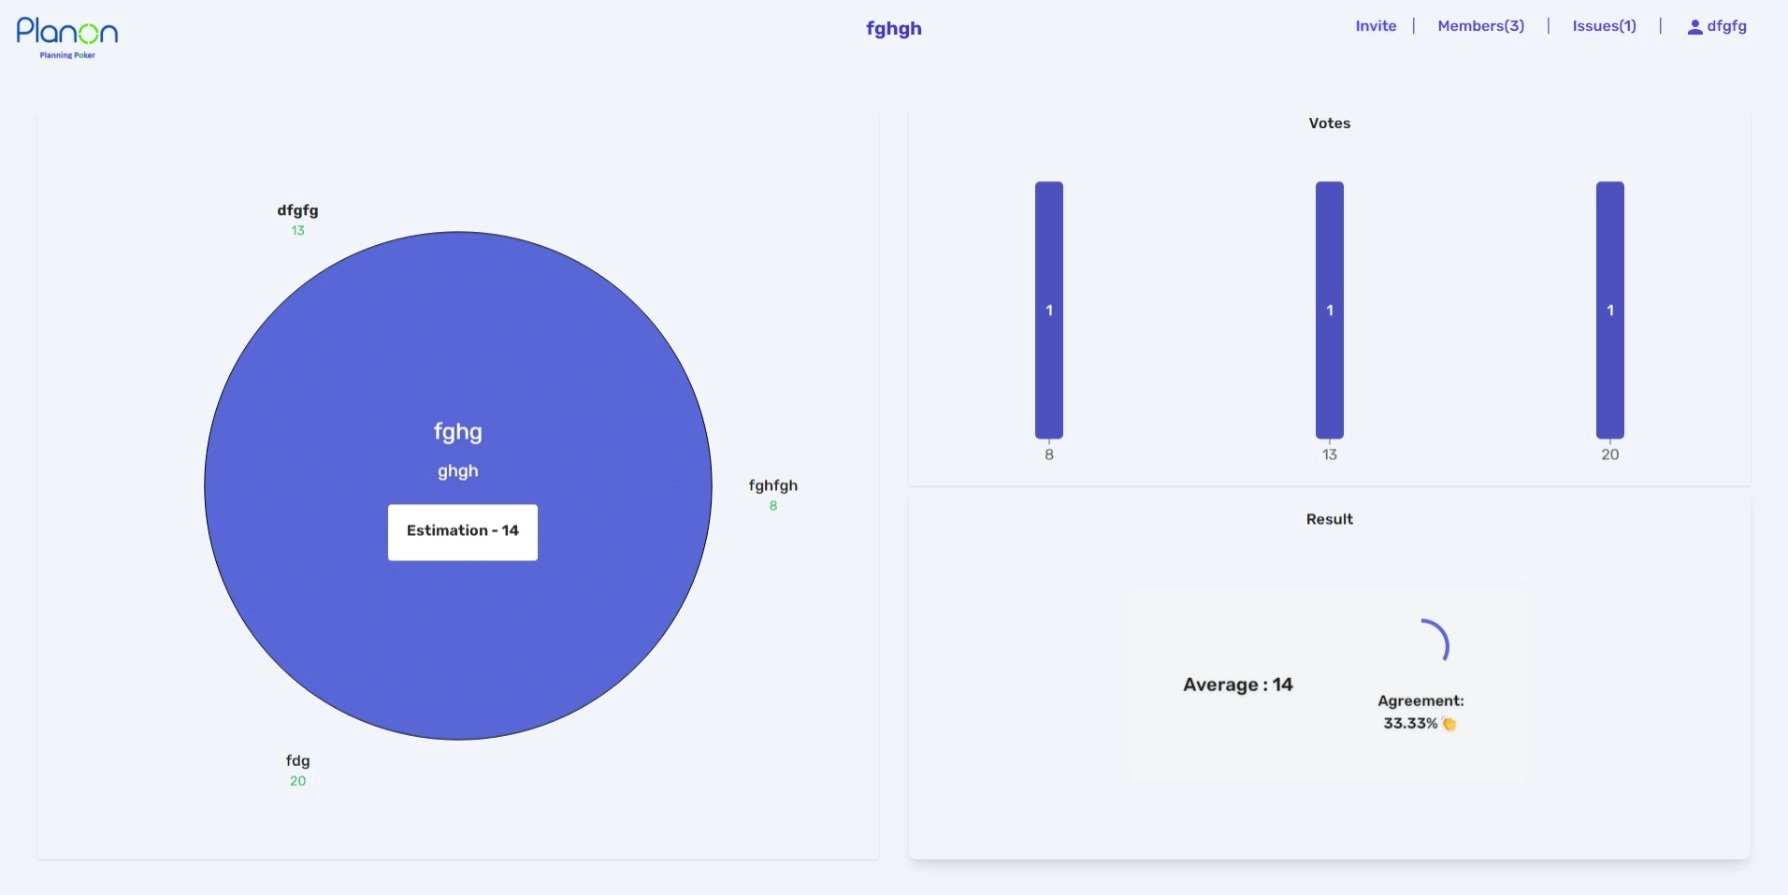 Planon
Planning Poker
fghgh
Invite | Members(3) | Issues(1) | dfgfg
dfgfg
13
fghg
ghgh
Estimation - 14
fghfgh
8
fdg
20
Votes
1 1 1
8 13 20
Result
Average : 14
Agreement:
33.33% 👏